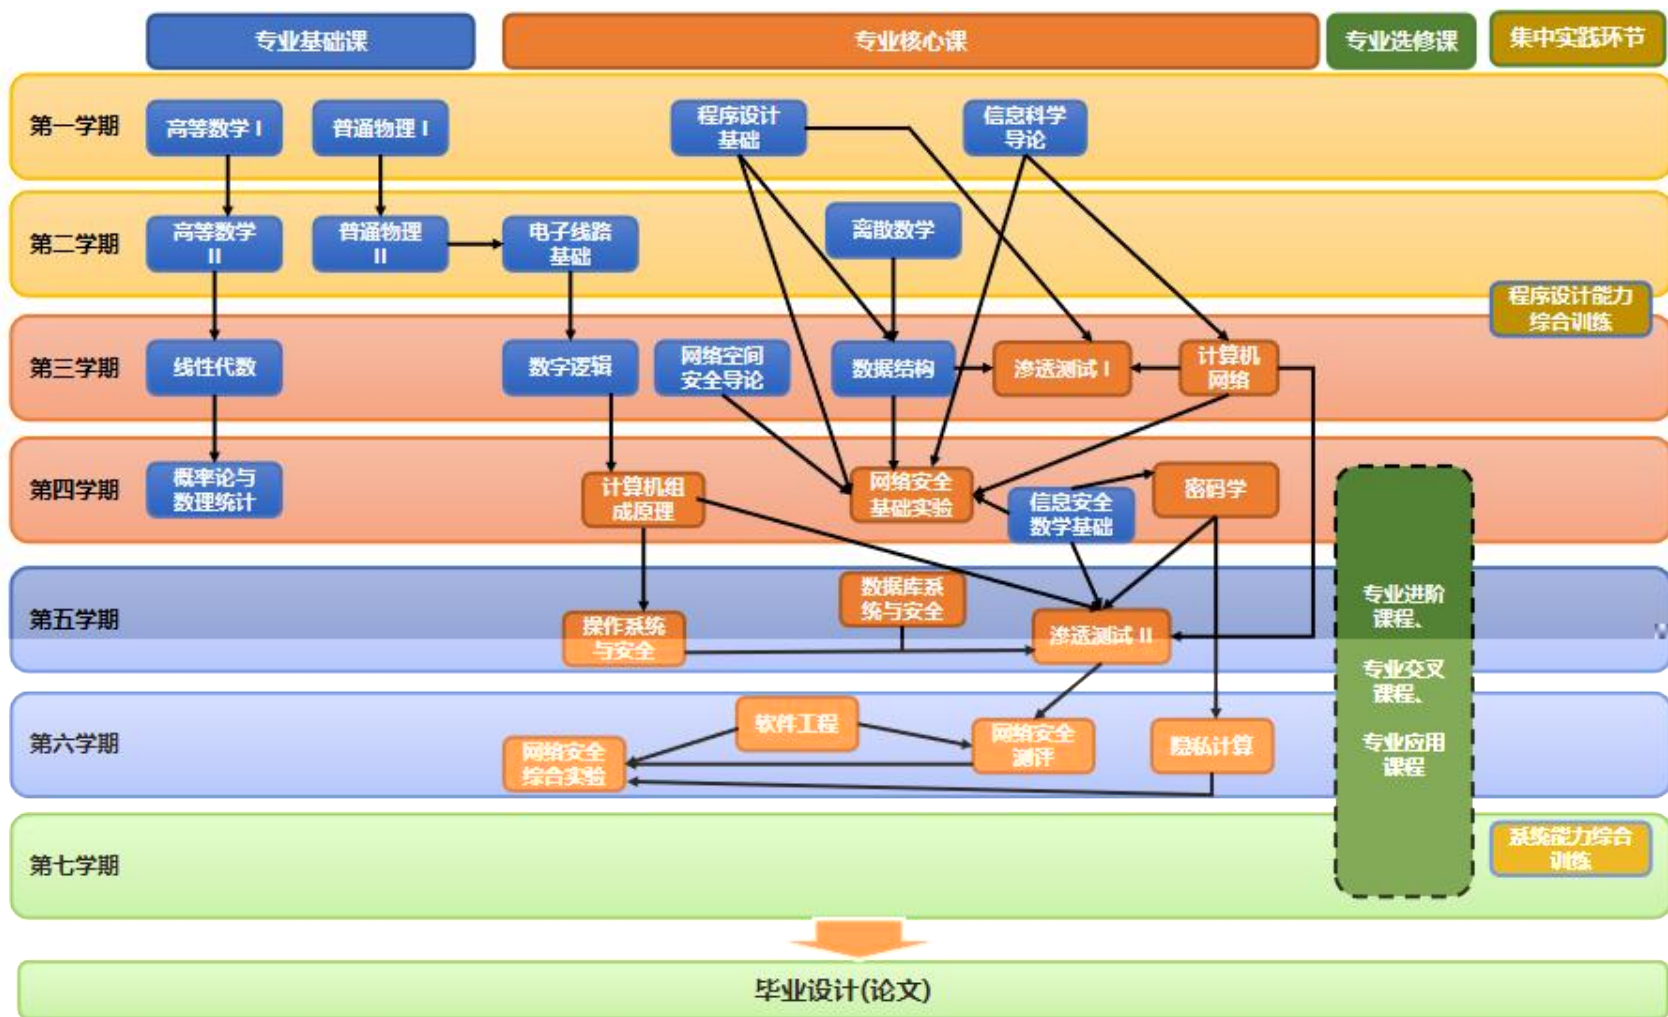 专业基础课
专业核心课
专业选修课
集中实践环节
第一学期
高等数学 I
普通物理 I
程序设计
基础
信息科学
导论
第二学期
高等数学
II
普通物理
II
电子线路
基础
离散数学
程序设计能力
综合训练
第三学期
线性代数
数字逻辑
网络空间
安全导论
数据结构
渗透测试 I
计算机
网络
第四学期
概率论与
数理统计
计算机组
成原理
网络安全
基础实验
信息安全
数学基础
密码学
第五学期
操作系统
与安全
数据库系
统与安全
渗透测试 II
专业进阶
课程、
专业交叉
课程、
专业应用
课程
第六学期
网络安全
综合实验
软件工程
网络安全
测评
隐私计算
第七学期
系统能力综合
训练
毕业设计(论文)